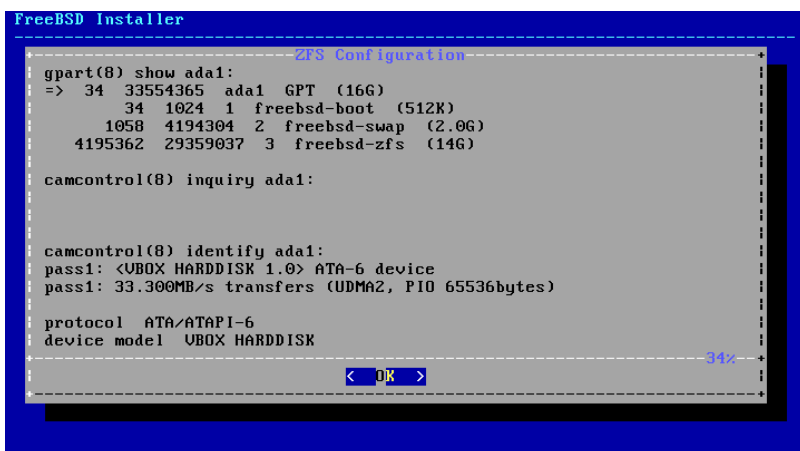 FreeBSD Installer
ZFS Configuration
gpart(8) show ada1:
=>  34  33554365  ada1  GPT  (16G)
34  1024  1  freebsd-boot  (512K)
1058  4194304  2  freebsd-swap  (2.0G)
4195362  29359037  3  freebsd-zfs  (14G)
camcontrol(8) inquiry ada1:
camcontrol(8) identify ada1:
pass1: <VBOX HARDDISK 1.0> ATA-6 device
pass1: 33.300MB/s transfers (UDMA2, PIO 65536bytes)
protocol  ATA/ATAPI-6
device model  VBOX HARDDISK
34%
<  OK  >